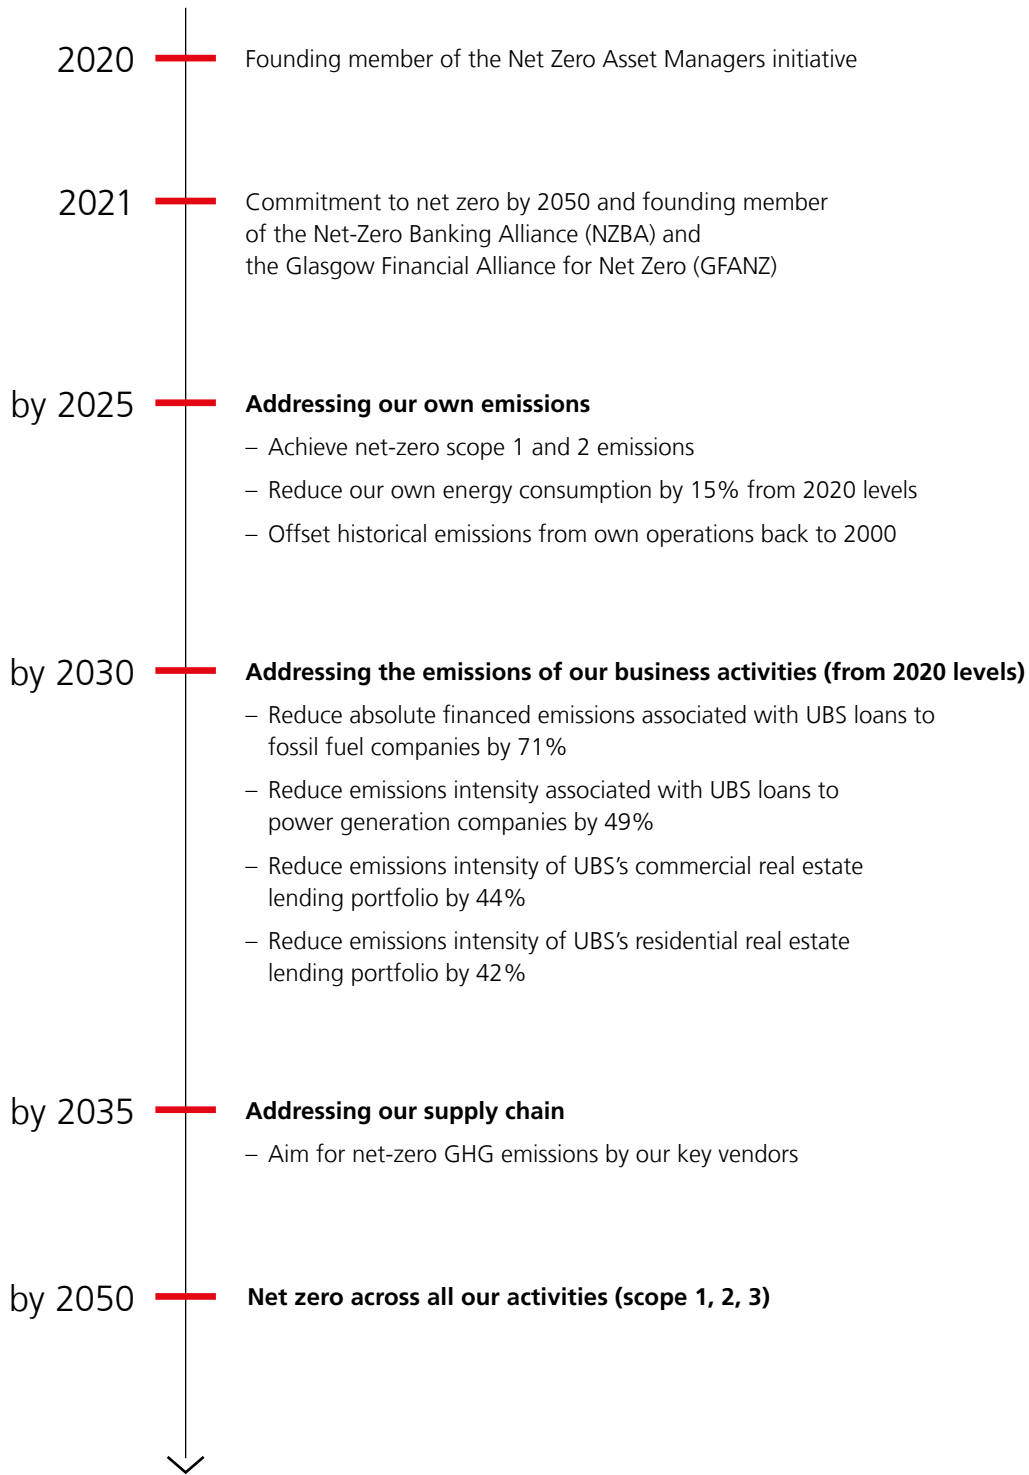 2020
Founding member of the Net Zero Asset Managers initiative
2021
Commitment to net zero by 2050 and founding member
of the Net-Zero Banking Alliance (NZBA) and
the Glasgow Financial Alliance for Net Zero (GFANZ)
by 2025
Addressing our own emissions
– Achieve net-zero scope 1 and 2 emissions
– Reduce our own energy consumption by 15% from 2020 levels
– Offset historical emissions from own operations back to 2000
by 2030
Addressing the emissions of our business activities (from 2020 levels)
– Reduce absolute financed emissions associated with UBS loans to
fossil fuel companies by 71%
– Reduce emissions intensity associated with UBS loans to
power generation companies by 49%
– Reduce emissions intensity of UBS’s commercial real estate
lending portfolio by 44%
– Reduce emissions intensity of UBS’s residential real estate
lending portfolio by 42%
by 2035
Addressing our supply chain
– Aim for net-zero GHG emissions by our key vendors
by 2050
Net zero across all our activities (scope 1, 2, 3)